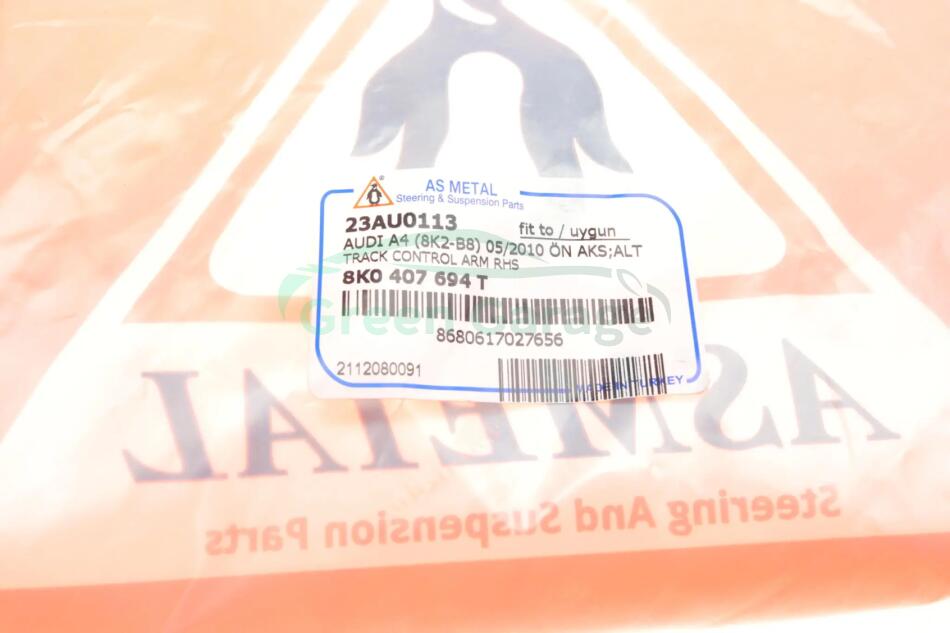 AS METAL
Steering & Suspension Parts
23AU0113 fit to / uygun
AUDI A4 (8K2-B8) 05/2010 ÖN AKS;ALT
TRACK CONTROL ARM RHS
8K0 407 694 T
Green Garage
8680617027656
2112080091
MADE IN TURKEY
ASMETAL
Steering And Suspension Parts